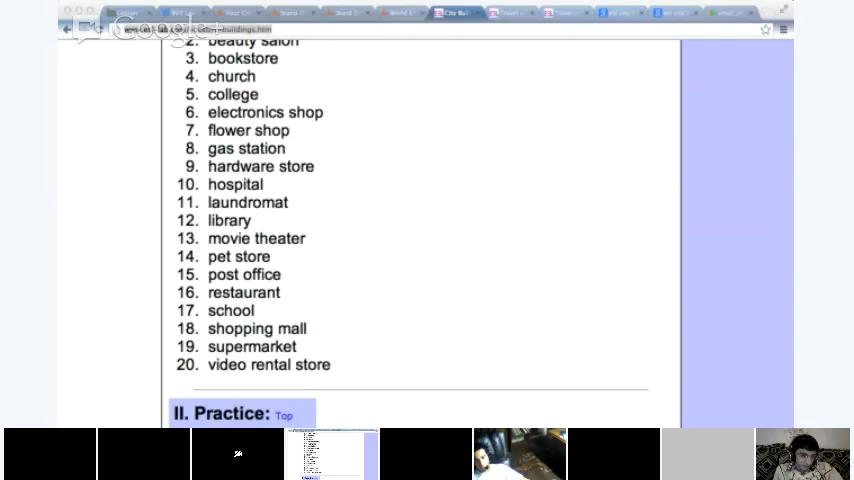 Google+
2. beauty salon
3. bookstore
4. church
5. college
6. electronics shop
7. flower shop
8. gas station
9. hardware store
10. hospital
11. laundromat
12. library
13. movie theater
14. pet store
15. post office
16. restaurant
17. school
18. shopping mall
19. supermarket
20. video rental store
II. Practice: Top